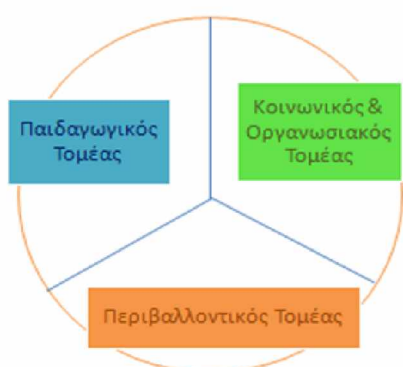 Παιδαγωγικός
Τομέας
Κοινωνικός &
Οργανωσιακός
Τομέας
Περιβαλλοντικός Τομέας